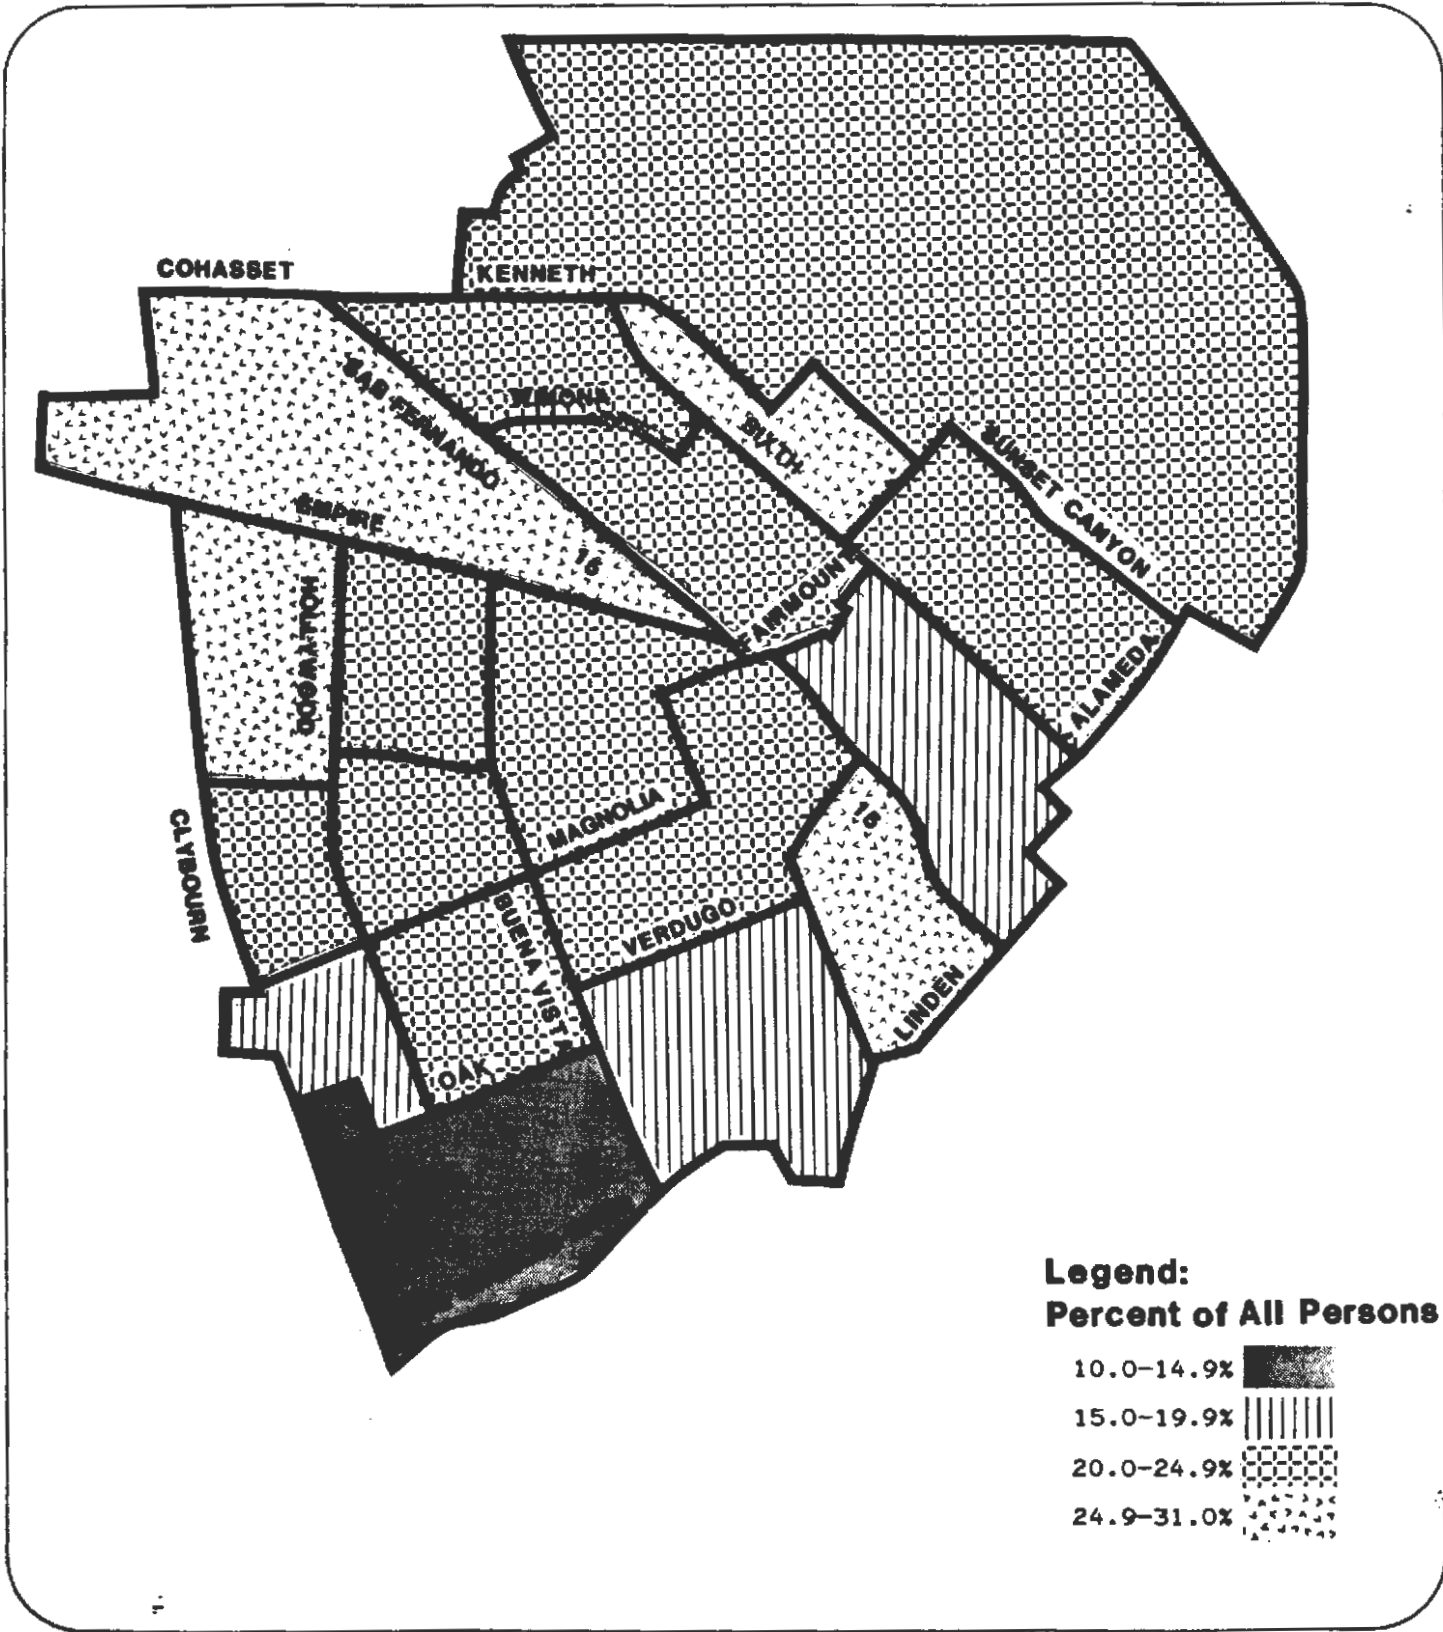 COHASSET
KENNETH
SAN FERNANDO
WINONA
SIXTH
SUNSET CANYON
EMPIRE
15
HOLLYWOOD
FAIRMOUNT
ALAMEDA
MAGNOLIA
15
CLYBOURN
BUENA VISTA
VERDUGO
LINDEN
OAK
Legend:
Percent of All Persons
10.0-14.9%
15.0-19.9%
20.0-24.9%
24.9-31.0%